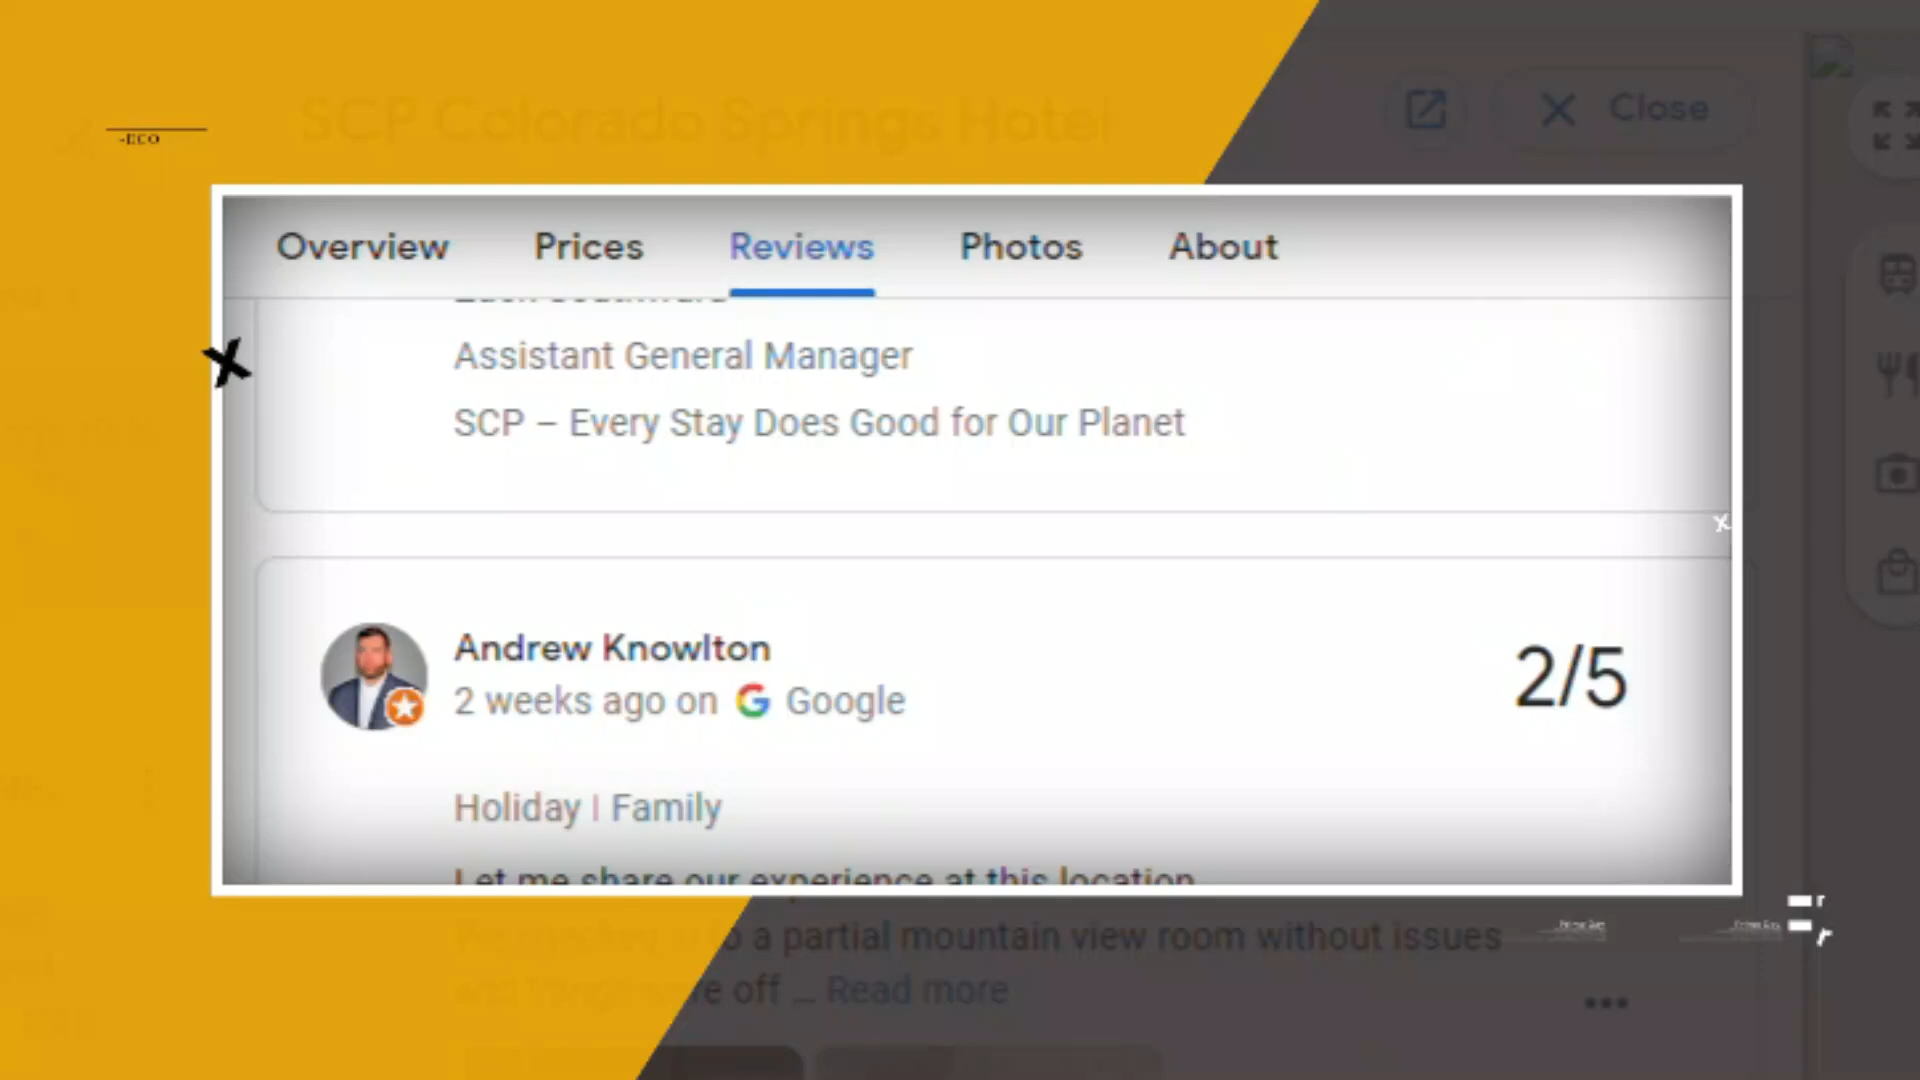 SCP Colorado Springs Hotel
Close
-ECO
Overview Prices Reviews Photos About
Assistant General Manager
SCP – Every Stay Does Good for Our Planet
Andrew Knowlton
2 weeks ago on Google
2/5
Holiday | Family
Let me share our experience at this location
to a partial mountain view room without issues
off ... Read more